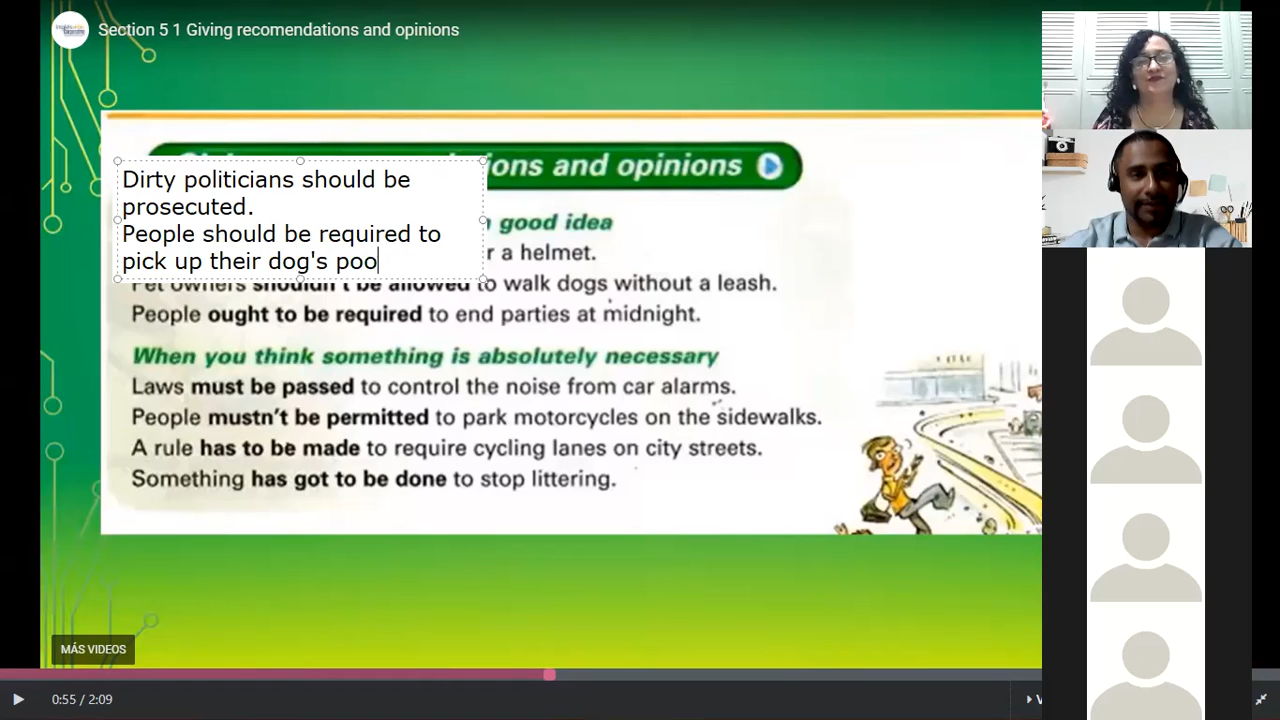 Section 5 1 Giving recomendations and opinions
ions and opinions
Dirty politicians should be
prosecuted.
People should be required to
pick up their dog's poo
good idea
r a helmet.
Pet owners shouldn't be allowed to walk dogs without a leash.
People ought to be required to end parties at midnight.
When you think something is absolutely necessary
Laws must be passed to control the noise from car alarms.
People mustn't be permitted to park motorcycles on the sidewalks.
A rule has to be made to require cycling lanes on city streets.
Something has got to be done to stop littering.
MÁS VIDEOS
0:55 / 2:09